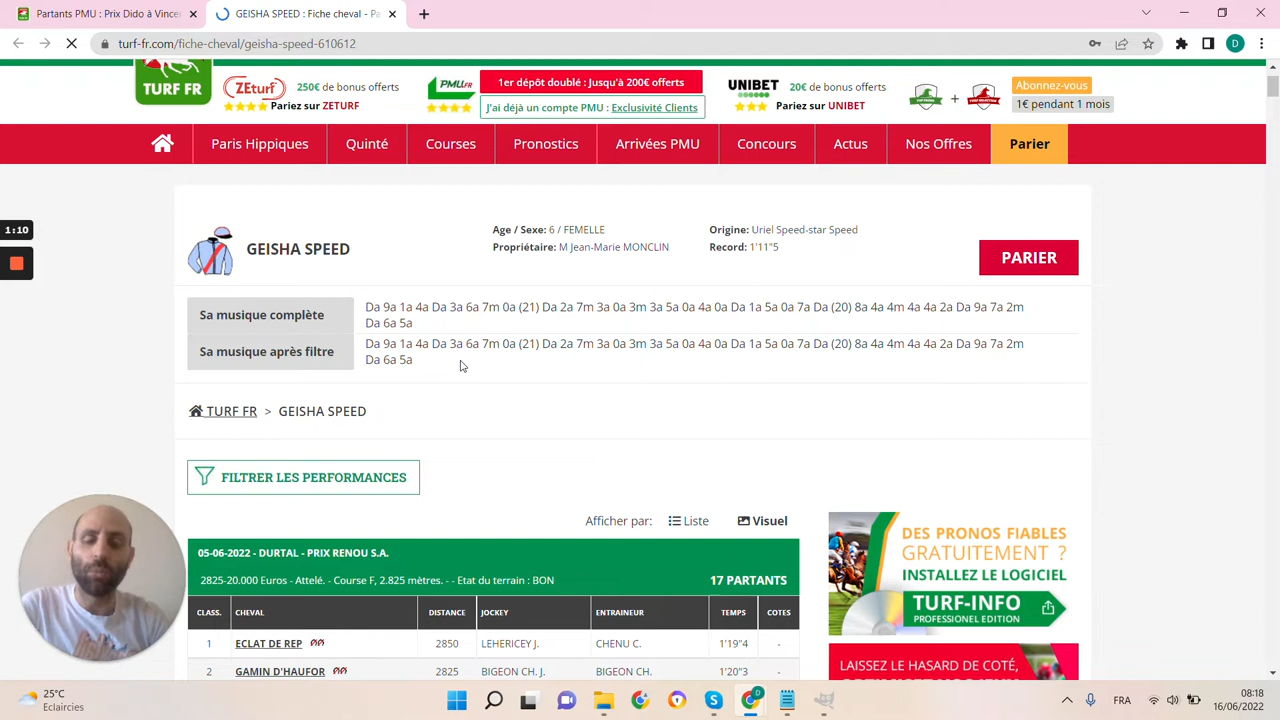 Partants PMU : Prix Dido à Vince
GEISHA SPEED : Fiche cheval - Pa
turf-fr.com/fiche-cheval/geisha-speed-610612
D
TURF FR
ZEturf
250€ de bonus offerts
Pariez sur ZETURF
PMU.fr
1er dépôt doublé : Jusqu'à 200€ offerts
J'ai déjà un compte PMU : Exclusivité Clients
UNIBET
20€ de bonus offerts
Pariez sur UNIBET
+
Abonnez-vous
1€ pendant 1 mois
Paris Hippiques
Quinté
Courses
Pronostics
Arrivées PMU
Concours
Actus
Nos Offres
Parier
1:10
GEISHA SPEED
Age / Sexe: 6 / FEMELLE
Propriétaire: M Jean-Marie MONCLIN
Origine: Uriel Speed-star Speed
Record: 1'11"5
PARIER
Sa musique complète
Da 9a 1a 4a Da 3a 6a 7m 0a (21) Da 2a 7m 3a 0a 3m 3a 5a 0a 4a 0a Da 1a 5a 0a 7a Da (20) 8a 4a 4m 4a 4a 2a Da 9a 7a 2m
Da 6a 5a
Sa musique après filtre
Da 9a 1a 4a Da 3a 6a 7m 0a (21) Da 2a 7m 3a 0a 3m 3a 5a 0a 4a 0a Da 1a 5a 0a 7a Da (20) 8a 4a 4m 4a 4a 2a Da 9a 7a 2m
Da 6a 5a
TURF FR > GEISHA SPEED
FILTRER LES PERFORMANCES
Afficher par: Liste Visuel
05-06-2022 - DURTAL - PRIX RENOU S.A.
2825-20.000 Euros - Attelé. - Course F, 2.825 mètres. - - Etat du terrain : BON
17 PARTANTS
CLASS. CHEVAL DISTANCE JOCKEY ENTRAINEUR TEMPS COTES
1 ECLAT DE REP 2850 LEHERICEY J. CHENU C. 1'19"4 -
2 GAMIN D'HAUFOR 2825 BIGEON CH. J. BIGEON CH. 1'20"3 -
DES PRONOS FIABLES
GRATUITEMENT ?
INSTALLEZ LE LOGICIEL
TURF-INFO
PROFESIONEL EDITION
LAISSEZ LE HASARD DE COTÉ,
25°C
Eclaircies
D
FRA
08:18
16/06/2022